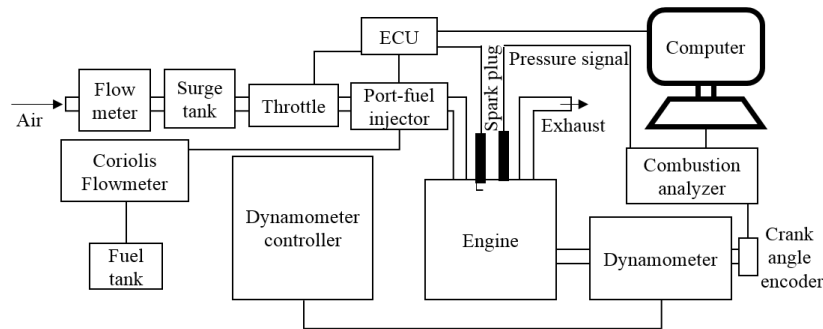 ECU
Computer
Spark plug
Pressure signal
Flow
meter
Surge
tank
Throttle
Port-fuel
injector
Air
Exhaust
Coriolis
Flowmeter
Combustion
analyzer
Dynamometer
controller
Engine
Dynamometer
Crank
angle
encoder
Fuel
tank